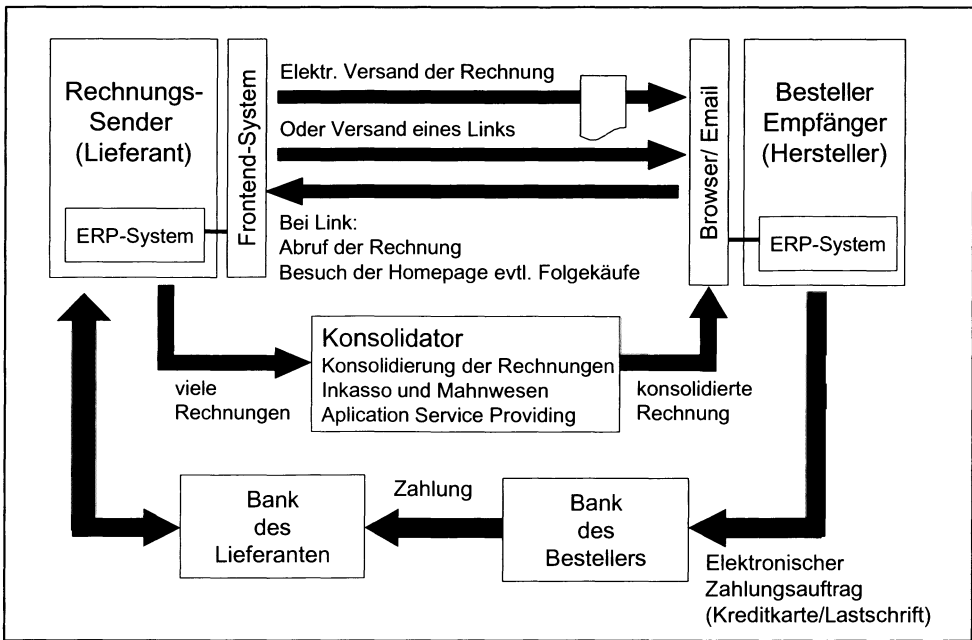 Rechnungs-
Sender
(Lieferant)
ERP-System
Frontend-System
Elektr. Versand der Rechnung
Oder Versand eines Links
Bei Link:
Abruf der Rechnung
Besuch der Homepage evtl. Folgekäufe
Browser/ Email
Besteller
Empfänger
(Hersteller)
ERP-System
viele
Rechnungen
Konsolidator
Konsolidierung der Rechnungen
Inkasso und Mahnwesen
Aplication Service Providing
konsolidierte
Rechnung
Bank
des
Lieferanten
Zahlung
Bank
des
Bestellers
Elektronischer
Zahlungsauftrag
(Kreditkarte/Lastschrift)